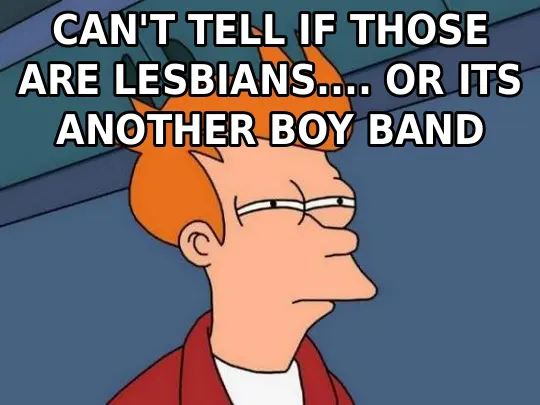 CAN'T TELL IF THOSE
ARE LESBIANS.... OR ITS
ANOTHER BOY BAND